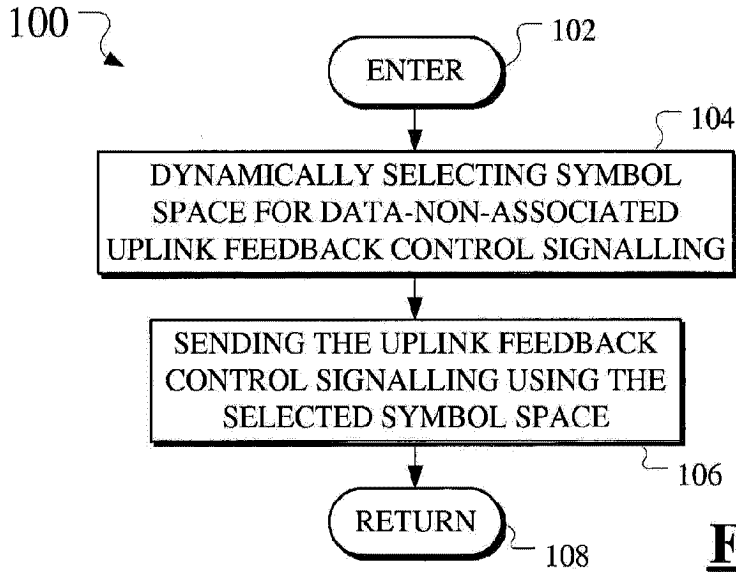 100
102
ENTER
104
DYNAMICALLY SELECTING SYMBOL
SPACE FOR DATA-NON-ASSOCIATED
UPLINK FEEDBACK CONTROL SIGNALLING
SENDING THE UPLINK FEEDBACK
CONTROL SIGNALLING USING THE
SELECTED SYMBOL SPACE
106
RETURN
108
F